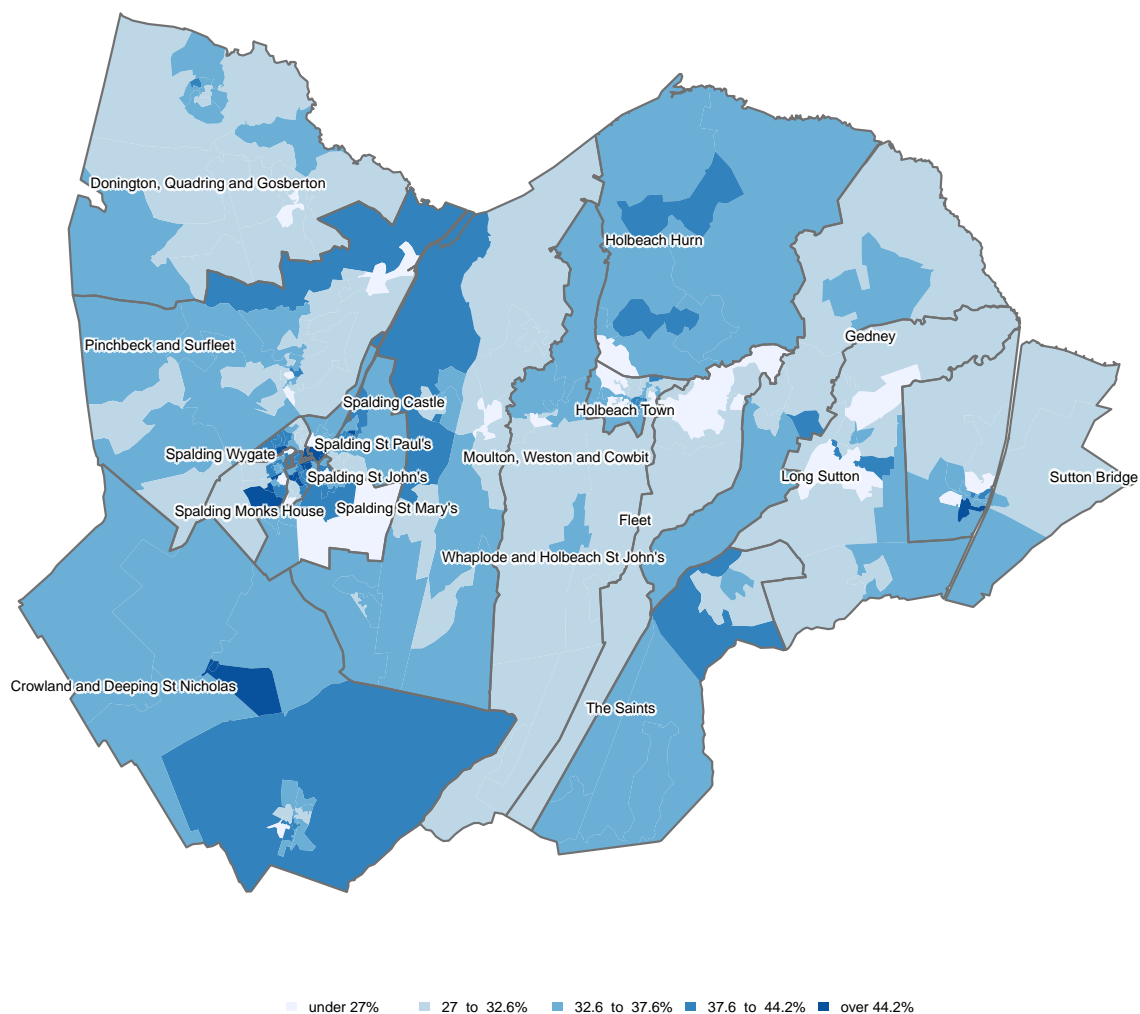 Donington, Quadring and Gosberton
Holbeach Hurn
Gedney
Pinchbeck and Surfleet
Spalding Castle
Holbeach Town
Spalding St Paul's
Spalding Wygate
Moulton, Weston and Cowbit
Spalding St John's
Long Sutton
Sutton Bridge
Spalding Monks House
Spalding St Mary's
Fleet
Whaplode and Holbeach St John's
Crowland and Deeping St Nicholas
The Saints
under 27%
27 to 32.6%
32.6 to 37.6%
37.6 to 44.2%
over 44.2%